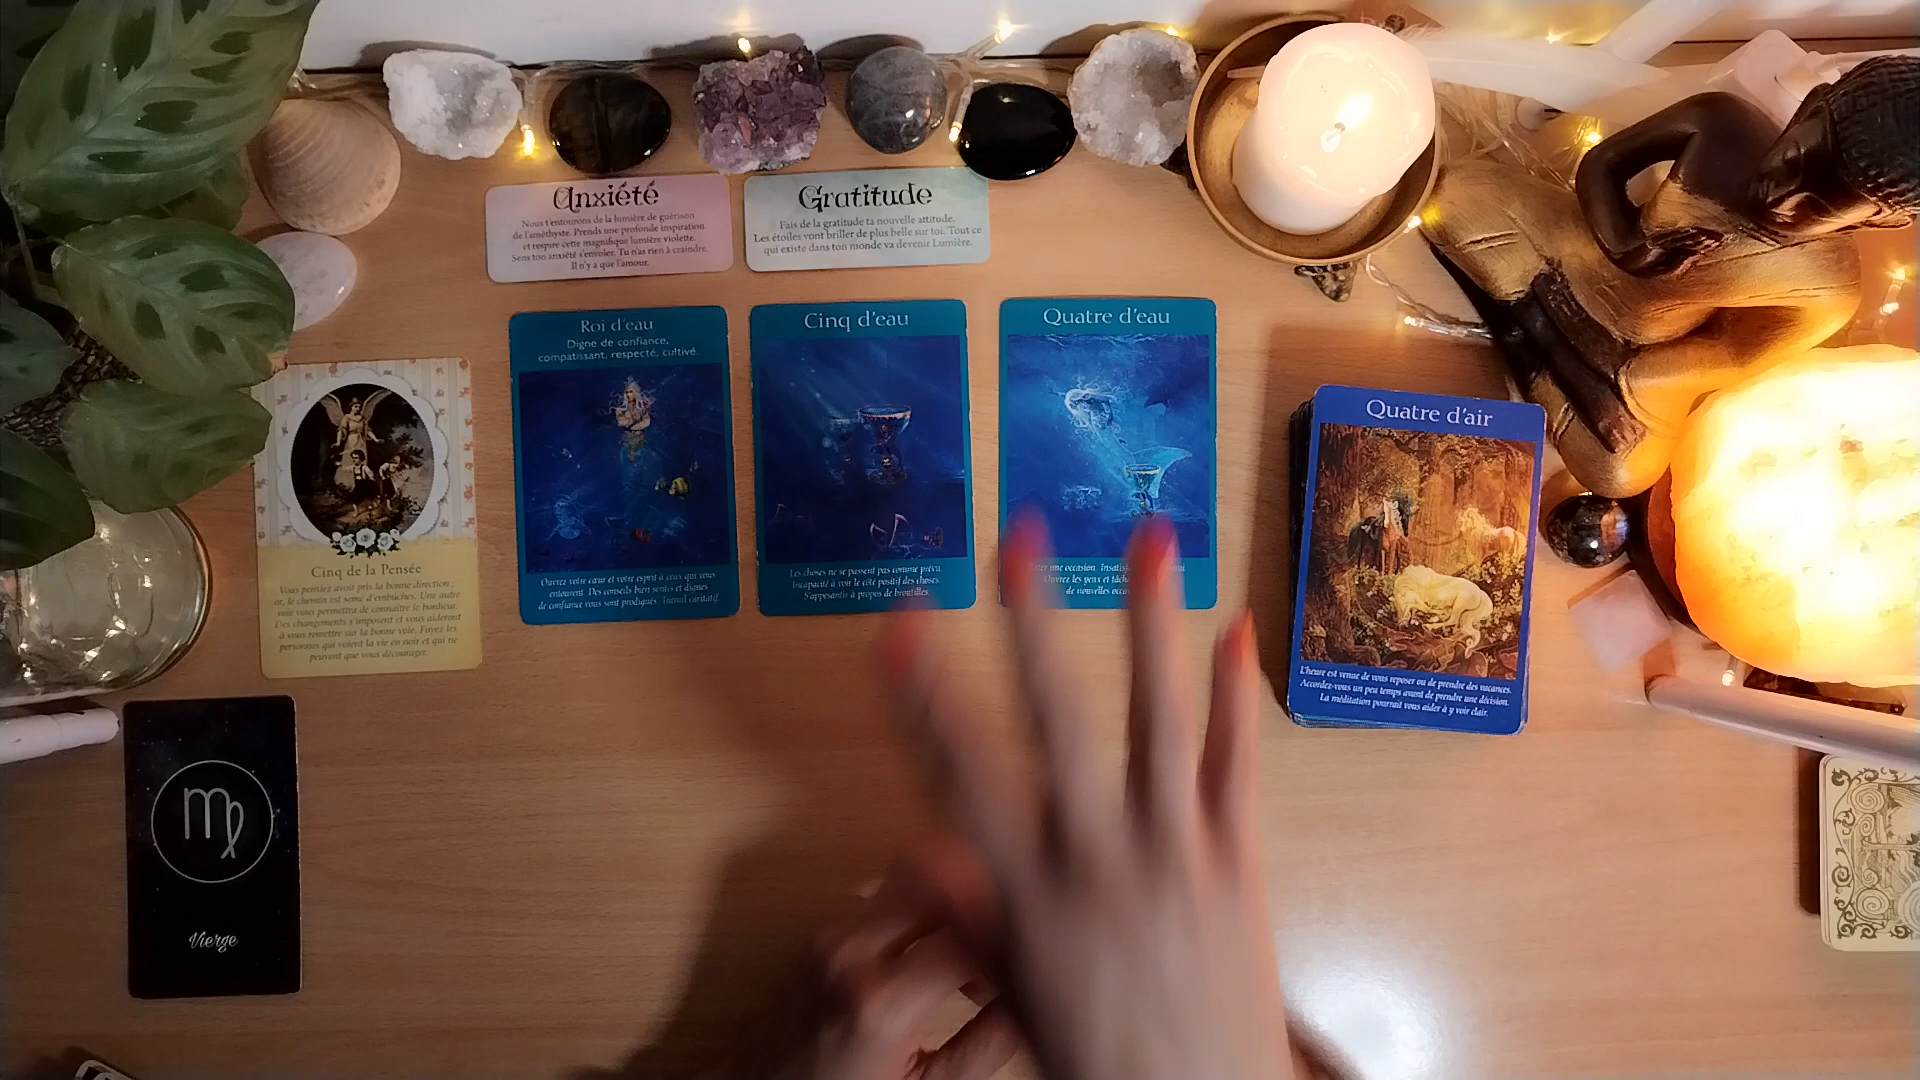 Anxiété
Nous t'entourons de la lumière de guérison
de l'améthyste. Prends une profonde inspiration
et respire cette magnifique lumière violette.
Sens ton anxiété s'envoler. Tu n'as rien à craindre.
Il n'y a que l'amour.
Gratitude
Fais de la gratitude ta nouvelle attitude.
Les étoiles vont briller de plus belle sur toi. Tout ce
qui existe dans ton monde va devenir Lumière.
Cinq de la Pensée
Vous pensiez avoir pris la bonne direction ;
or, le chemin est semé d'embûches. Une autre
voie vous permettra de connaître le bonheur.
Des changements s'imposent et vous aideront
à vous remettre sur la bonne voie. Fuyez les
personnes qui voient la vie en noir et qui ne
peuvent que vous décourager.
Roi d'eau
Digne de confiance,
compatissant, respecté, cultivé.
Ouvrez votre cœur et votre esprit à ceux qui vous
entourent. Des conseils bien sentis et dignes
de confiance vous sont prodigués. Travail caritatif.
Cinq d'eau
Les choses ne se passent pas comme prévu.
Incapacité à voir le côté positif des choses.
S'appesantir à propos de broutilles.
Quatre d'eau
une occasion.
Ouvrez les yeux et
de nouvelles
Quatre d'air
L'heure est venue de vous reposer ou de prendre des vacances.
Accordez-vous un peu temps avant de prendre une décision.
La méditation pourrait vous aider à y voir clair.
Vierge